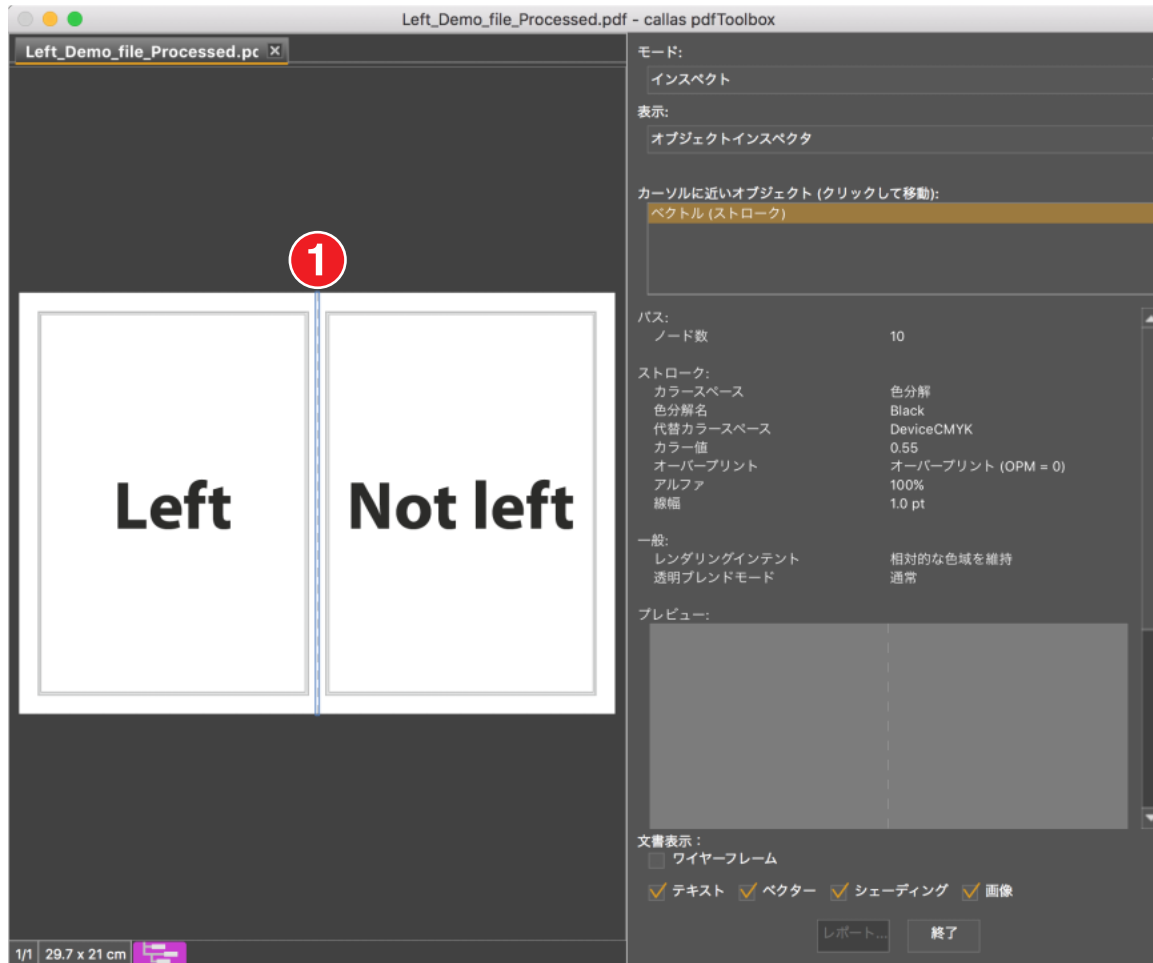 Left_Demo_file_Processed.pdf - callas pdfToolbox
Left_Demo_file_Processed.pc
1
Left
Not left
1/1 29.7 x 21 cm
モード:
インスペクト
表示:
オブジェクトインスペクタ
カーソルに近いオブジェクト (クリックして移動):
ベクトル (ストローク)
パス:
ノード数 10
ストローク:
カラースペース 色分解
色分解名 Black
代替カラースペース DeviceCMYK
カラー値 0.55
オーバープリント オーバープリント (OPM = 0)
アルファ 100%
線幅 1.0 pt
一般:
レンダリングインテント 相対的な色域を維持
透明ブレンドモード 通常
プレビュー:
文書表示：
ワイヤーフレーム
テキスト ベクター シェーディング 画像
レポート... 終了